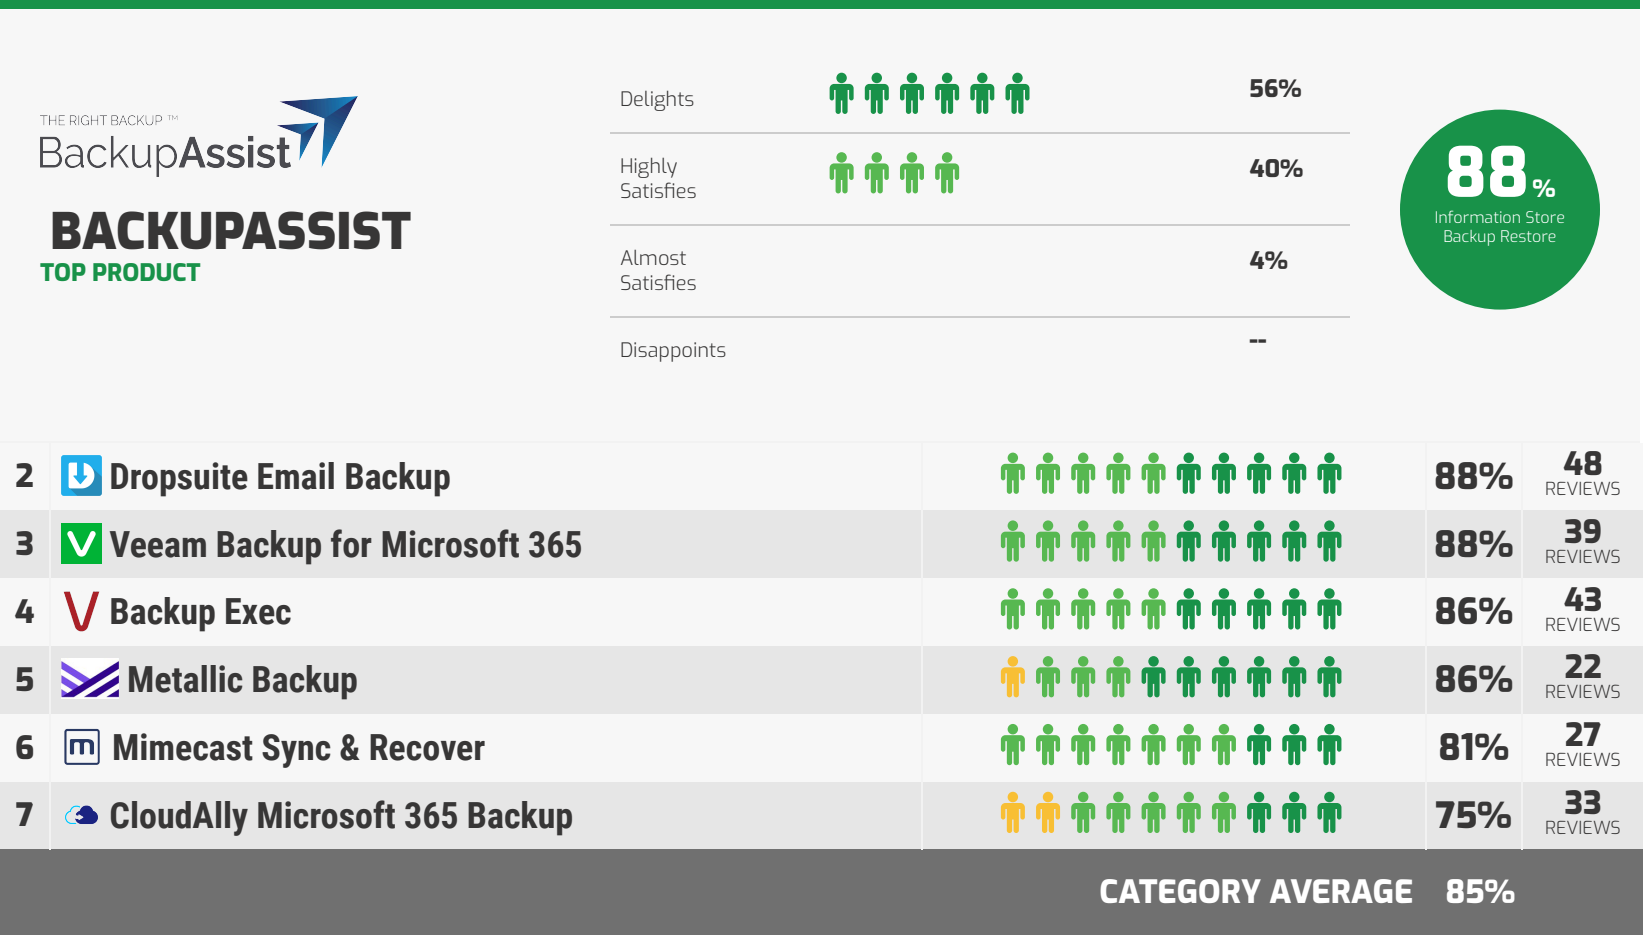 THE RIGHT BACKUP ™
BackupAssist
BACKUPASSIST
TOP PRODUCT
Delights
56%
Highly
Satisfies
40%
Almost
Satisfies
4%
Disappoints
--
88%
Information Store
Backup Restore
2 Dropsuite Email Backup 88% 48 REVIEWS
3 Veeam Backup for Microsoft 365 88% 39 REVIEWS
4 Backup Exec 86% 43 REVIEWS
5 Metallic Backup 86% 22 REVIEWS
6 m Mimecast Sync & Recover 81% 27 REVIEWS
7 CloudAlly Microsoft 365 Backup 75% 33 REVIEWS
CATEGORY AVERAGE 85%